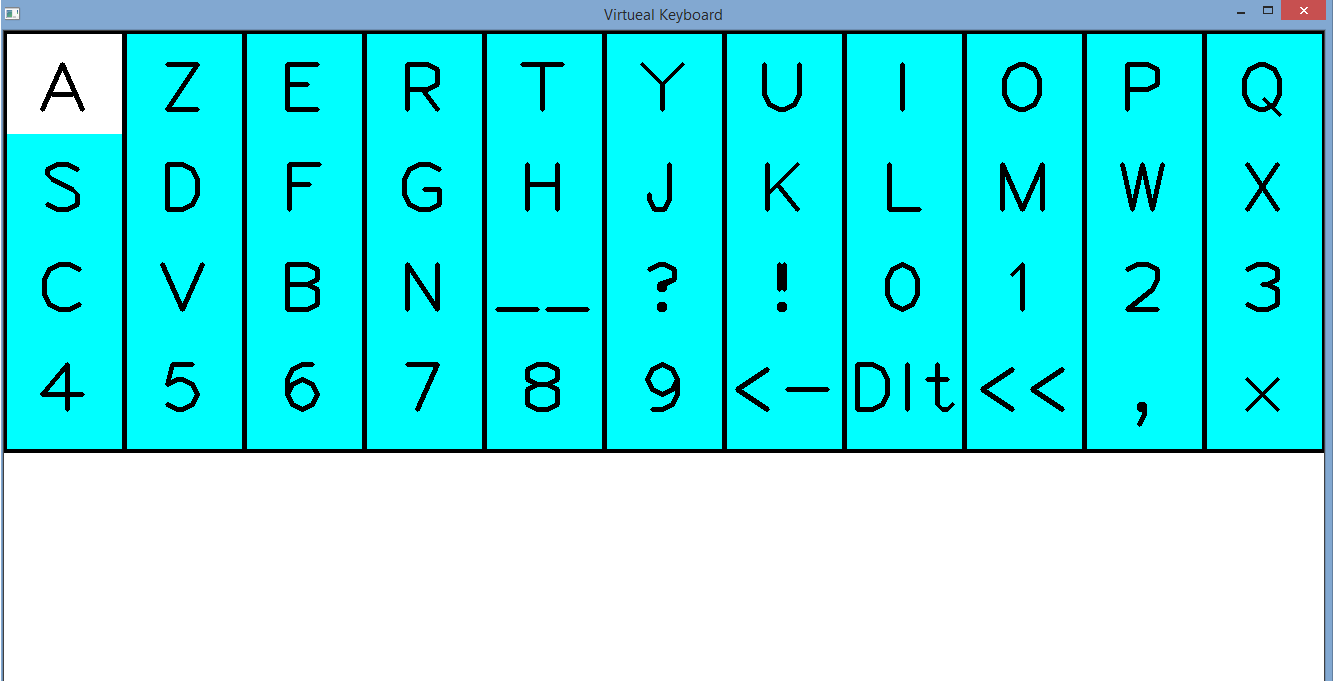 Virtueal Keyboard
A Z E R T Y U I O P Q
S D F G H J K L M W X
C V B N __ ? ! 0 1 2 3
4 5 6 7 8 9 <- Dlt << , x